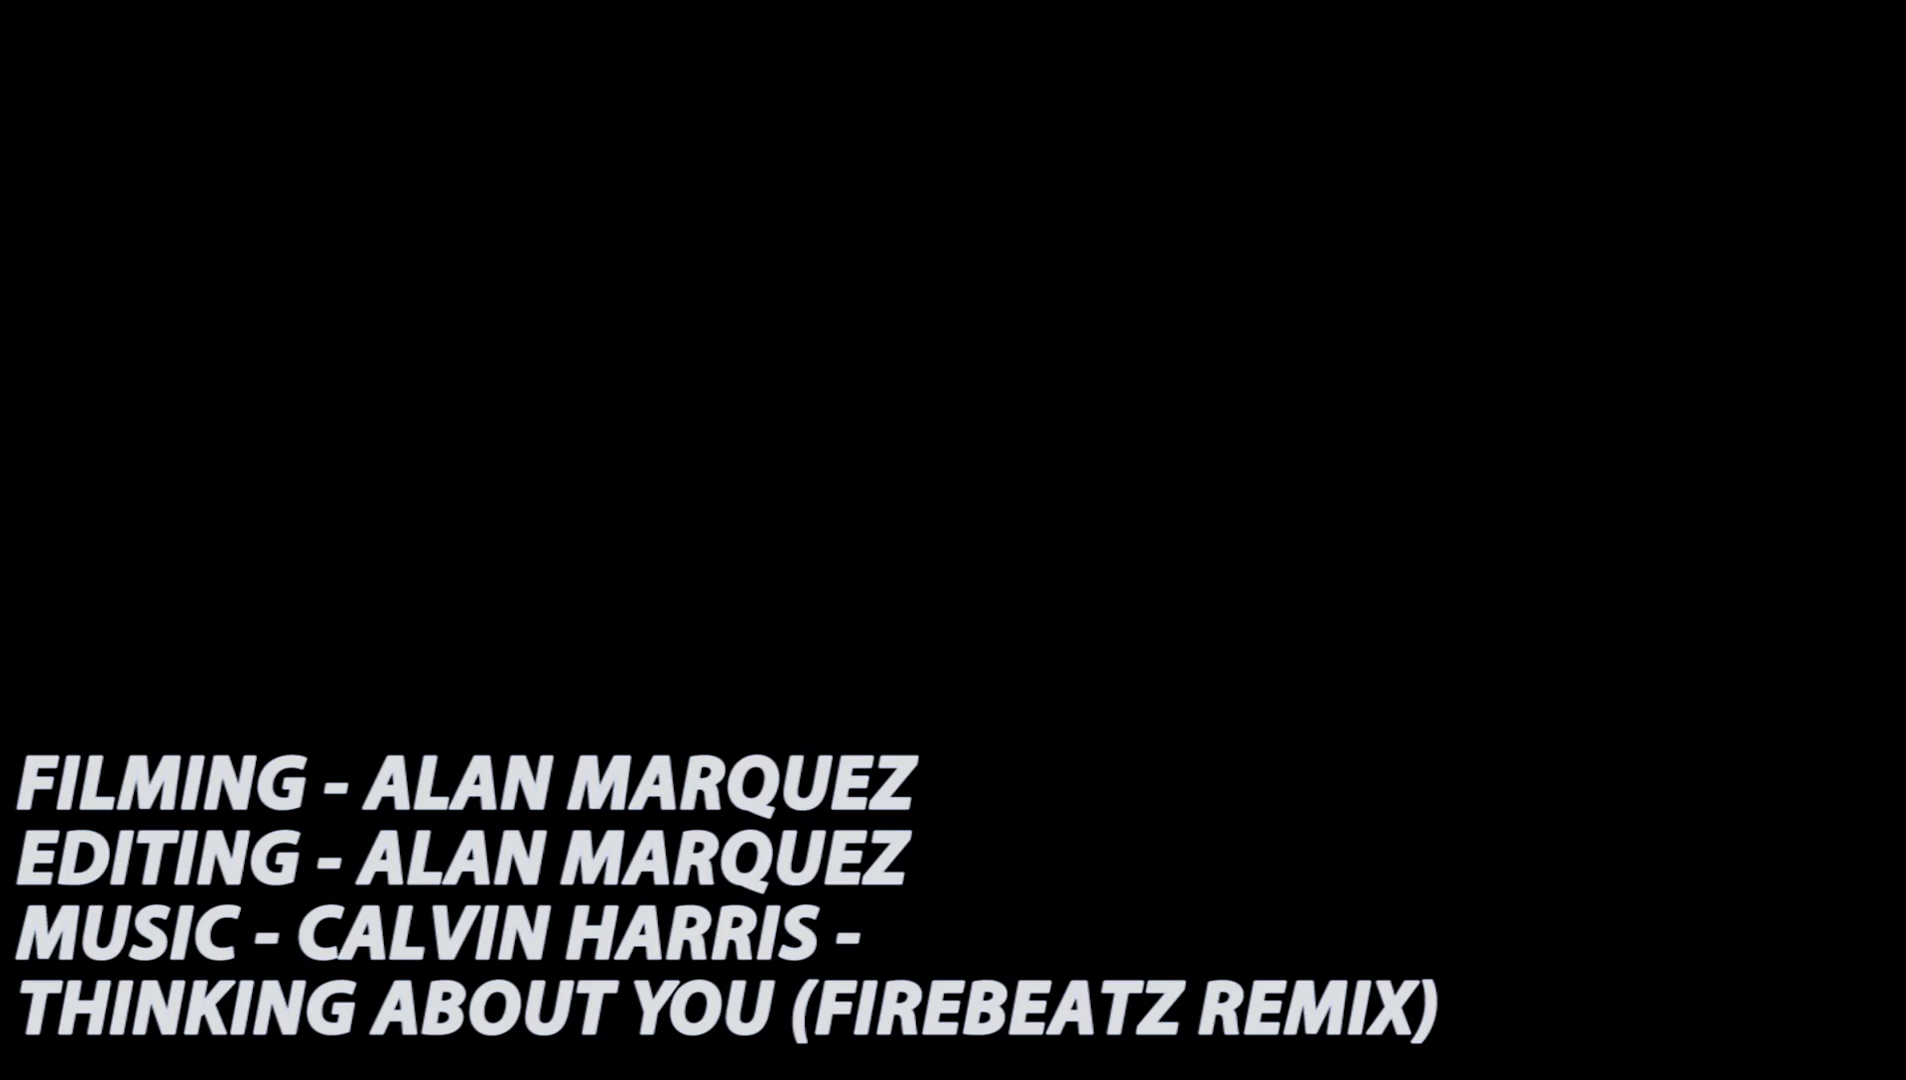 FILMING - ALAN MARQUEZ
EDITING - ALAN MARQUEZ
MUSIC - CALVIN HARRIS -
THINKING ABOUT YOU (FIREBEATZ REMIX)